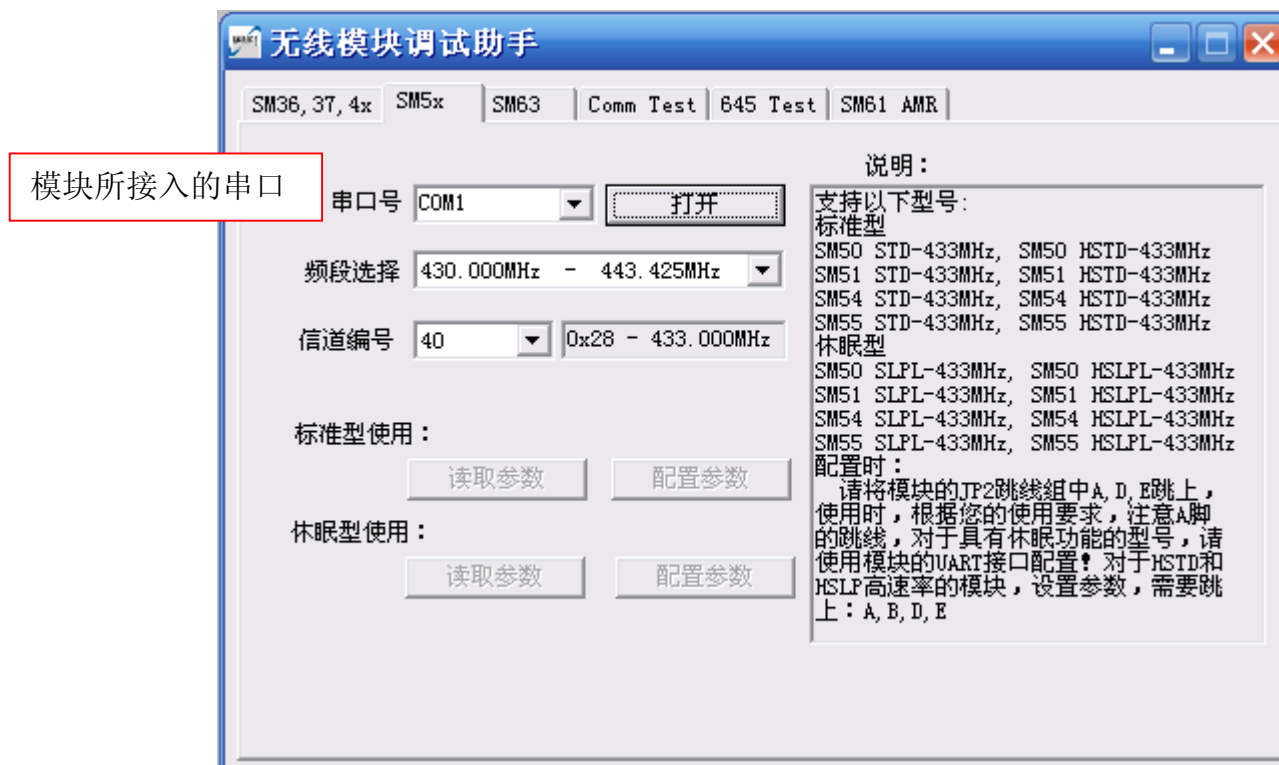 无线模块调试助手
SM36, 37, 4x SM5x SM63 Comm Test 645 Test SM61 AMR
模块所接入的串口
串口号 COM1 打开
频段选择 430.000MHz - 443.425MHz
信道编号 40 0x28 - 433.000MHz
标准型使用：
读取参数 配置参数
休眠型使用：
读取参数 配置参数
说明：
支持以下型号:
标准型
SM50 STD-433MHz, SM50 HSTD-433MHz
SM51 STD-433MHz, SM51 HSTD-433MHz
SM54 STD-433MHz, SM54 HSTD-433MHz
SM55 STD-433MHz, SM55 HSTD-433MHz
休眠型
SM50 SLPL-433MHz, SM50 HSLPL-433MHz
SM51 SLPL-433MHz, SM51 HSLPL-433MHz
SM54 SLPL-433MHz, SM54 HSLPL-433MHz
SM55 SLPL-433MHz, SM55 HSLPL-433MHz
配置时：
请将模块的JP2跳线组中A,D,E跳上，
使用时，根据您的使用要求，注意A脚
的跳线，对于具有休眠功能的型号，请
使用模块的UART接口配置！对于HSTD和
HSLP高速率的模块，设置参数，需要跳
上：A,B,D,E